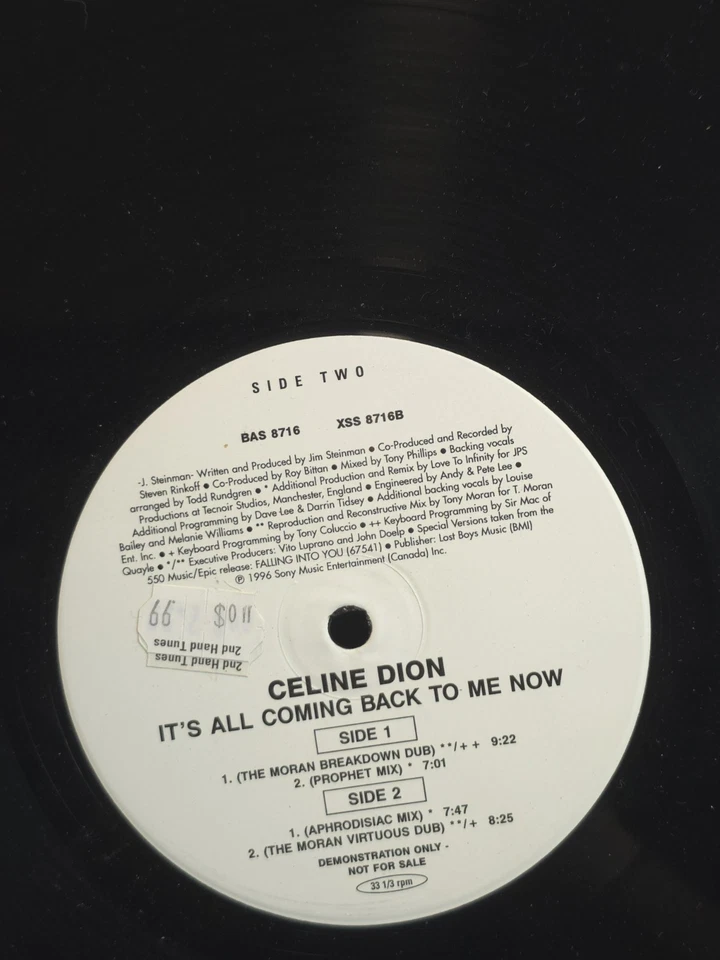 SIDE TWO
BAS 8716 XSS 8716B
-J. Steinman- Written and Produced by Jim Steinman ● Co-Produced and Recorded by
Steven Rinkoff ● Co-Produced by Roy Bittan ● Mixed by Tony Phillips ● Backing vocals
arranged by Todd Rundgren ● * Additional Production and Remix by Love To Infinity for JPS
Productions at Tecnoir Studios, Manchester, England ● Engineered by Andy & Pete Lee ●
Additional Programming by Dave Lee & Darrin Tidsey ● Additional backing vocals by Louise
Bailey and Melanie Williams ● ** Reproduction and Reconstructive Mix by Tony Moran for T. Moran
Ent. Inc. ● + Keyboard Programming by Tony Coluccio ● ++ Keyboard Programming by Sir Mac of
Quayle ● */** Executive Producers: Vito Luprano and John Doelp ● Special Versions taken from the
550 Music/Epic release: FALLING INTO YOU (67541) ● Publisher: Lost Boys Music (BMI)
℗ 1996 Sony Music Entertainment (Canada) Inc.
2nd Hand Tunes
2nd Hand Tunes
CELINE DION
IT'S ALL COMING BACK TO ME NOW
SIDE 1
1. (THE MORAN BREAKDOWN DUB) **/++ 9:22
2. (PROPHET MIX) * 7:01
SIDE 2
1. (APHRODISIAC MIX) * 7:47
2. (THE MORAN VIRTUOUS DUB) **/+ 8:25
DEMONSTRATION ONLY -
NOT FOR SALE
33 1/3 rpm